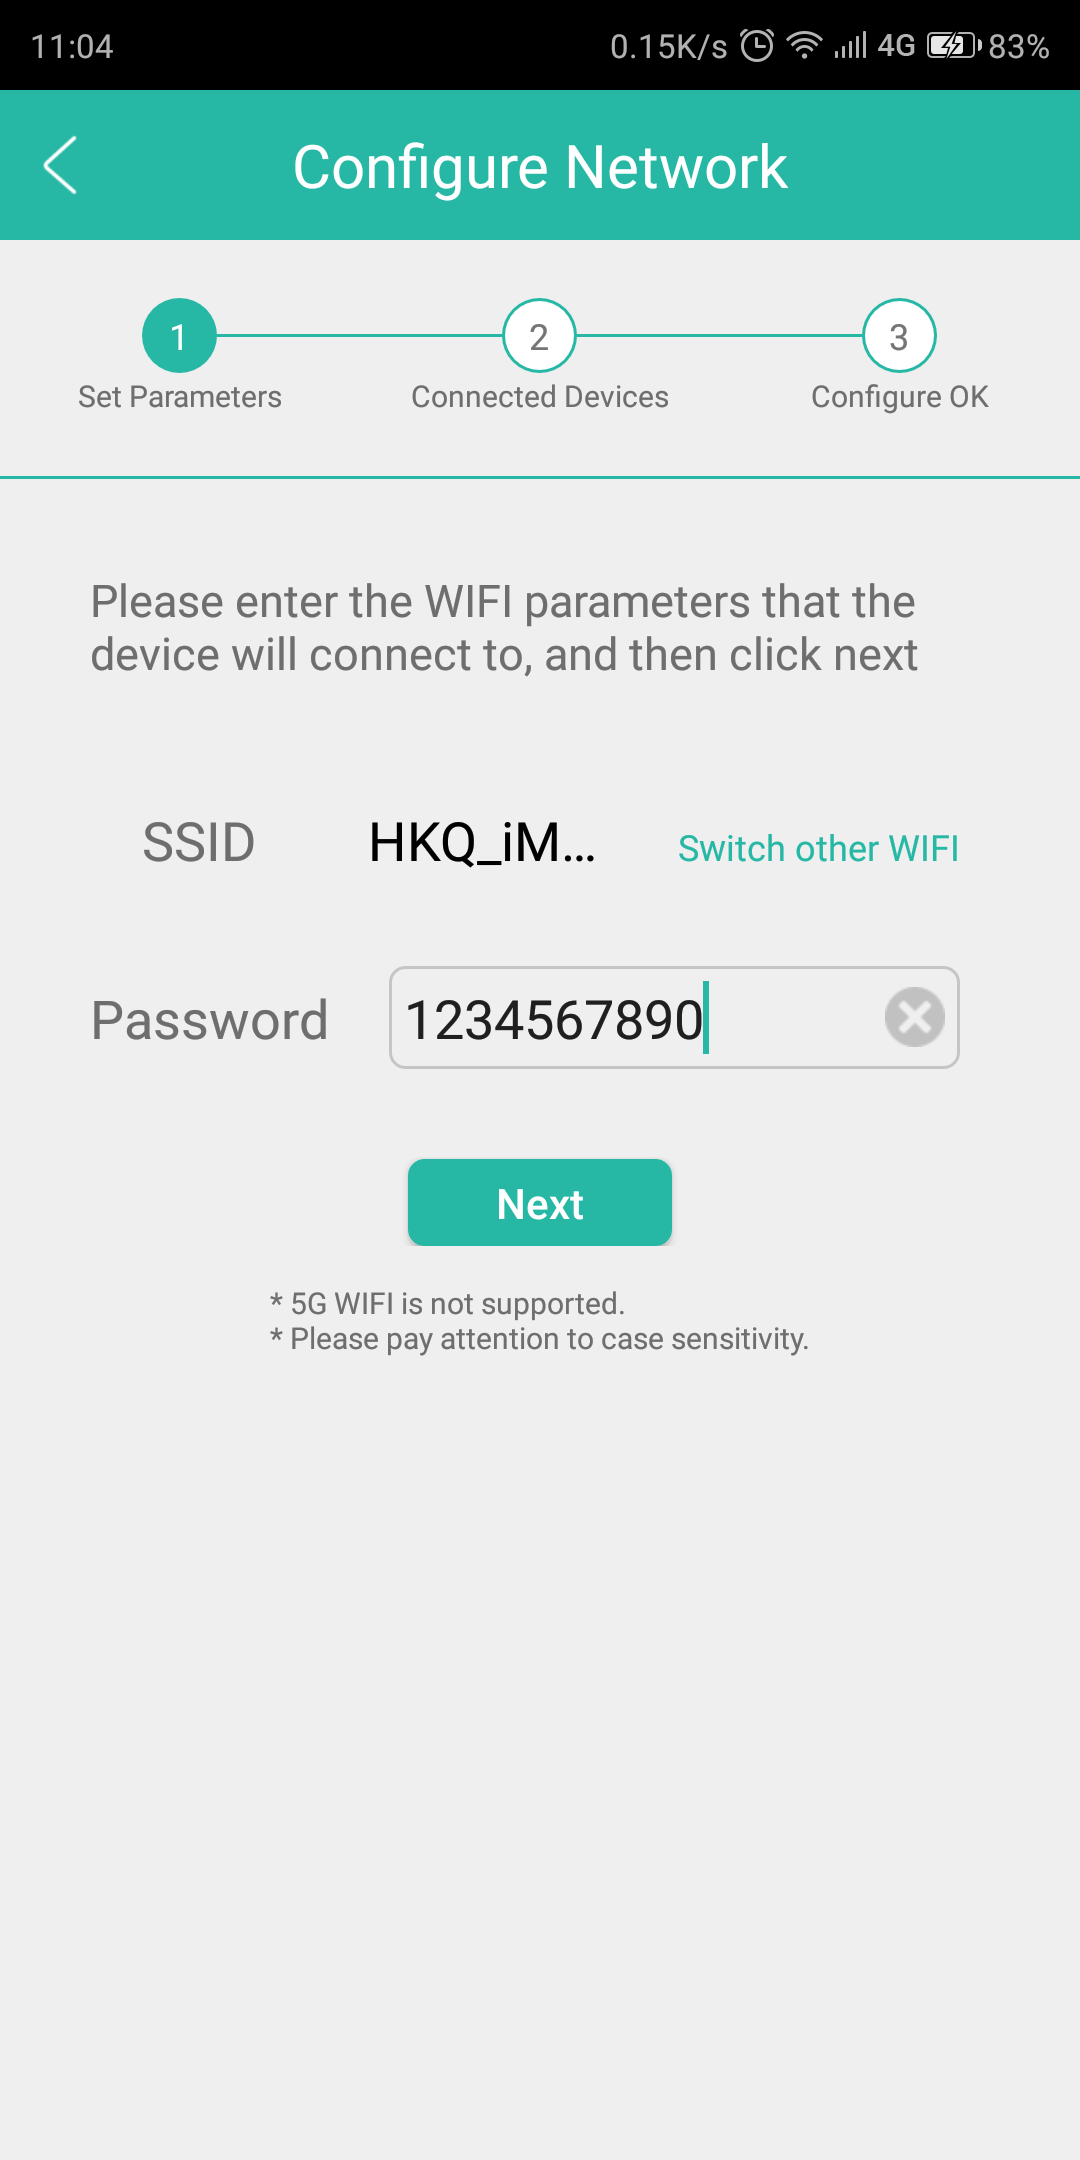 11:04 0.15K/s 4G 83%
Configure Network
1 2 3
Set Parameters Connected Devices Configure OK
Please enter the WIFI parameters that the
device will connect to, and then click next
SSID HKQ_iM... Switch other WIFI
Password 1234567890
Next
* 5G WIFI is not supported.
* Please pay attention to case sensitivity.